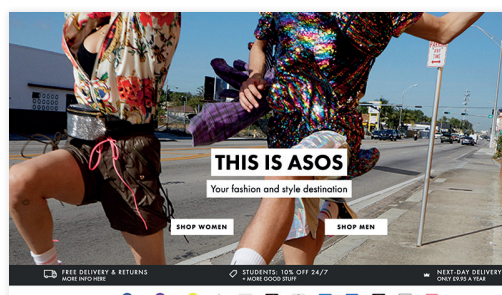 THIS IS ASOS
Your fashion and style destination
SHOP WOMEN
SHOP MEN
FREE DELIVERY & RETURNS
MORE INFO HERE
STUDENTS: 10% OFF 24/7
+ MORE GOOD STUFF
NEXT-DAY DELIVERY
ONLY £9.95 A YEAR